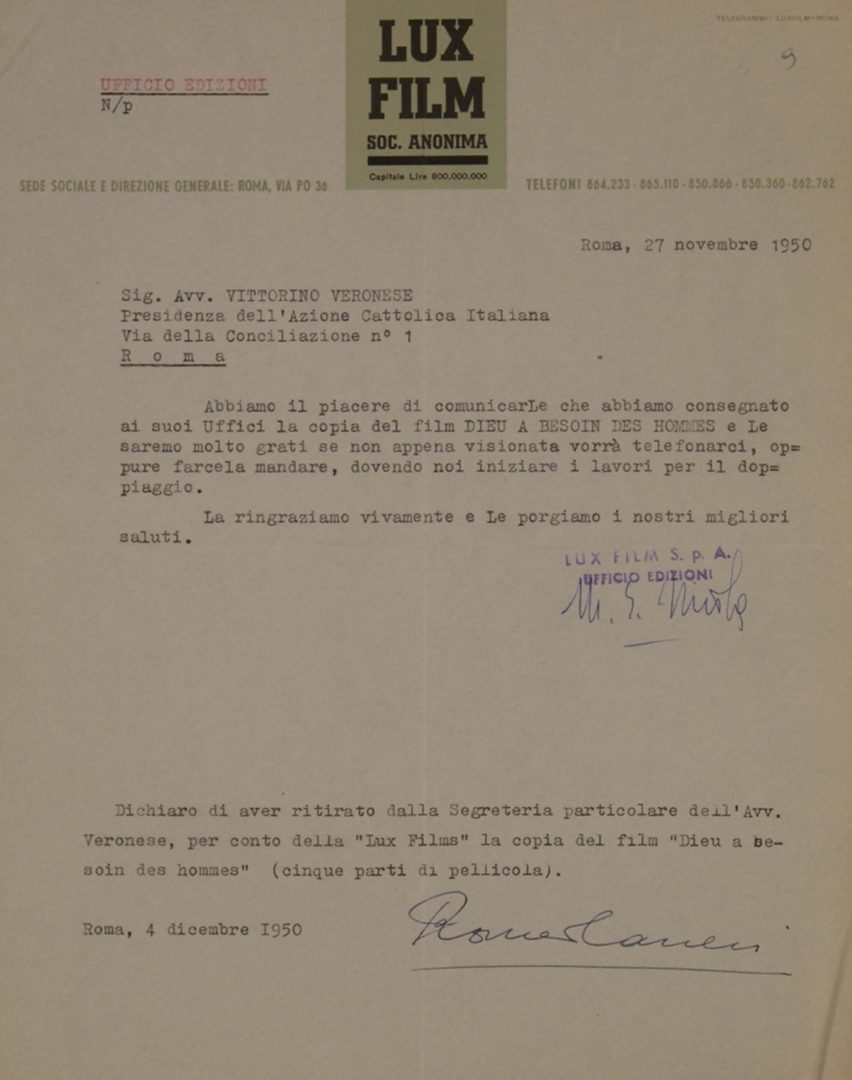 TELEGRAMMI: LUXFILM-ROMA
9
LUX
FILM
SOC. ANONIMA
Capitale Lire 800.000.000
UFFICIO EDIZIONI
N/p
SEDE SOCIALE E DIREZIONE GENERALE: ROMA, VIA PO 36
TELEFONI 864.233 - 865.110 - 850.866 - 850.360 - 862.762
Roma, 27 novembre 1950
Sig. Avv. VITTORINO VERONESE
Presidenza dell'Azione Cattolica Italiana
Via della Conciliazione nº 1
R o m a
Abbiamo il piacere di comunicarLe che abbiamo consegnato
ai suoi Uffici la copia del film DIEU A BESOIN DES HOMMES e Le
saremo molto grati se non appena visionata vorrà telefonarci, op=
pure farcela mandare, dovendo noi iniziare i lavori per il dop=
piaggio.
La ringraziamo vivamente e Le porgiamo i nostri migliori
saluti.
LUX FILM S. p. A.
UFFICIO EDIZIONI
Dichiaro di aver ritirato dalla Segreteria particolare dell'Avv.
Veronese, per conto della "Lux Films" la copia del film "Dieu a be-
soin des hommes" (cinque parti di pellicola).
Roma, 4 dicembre I950